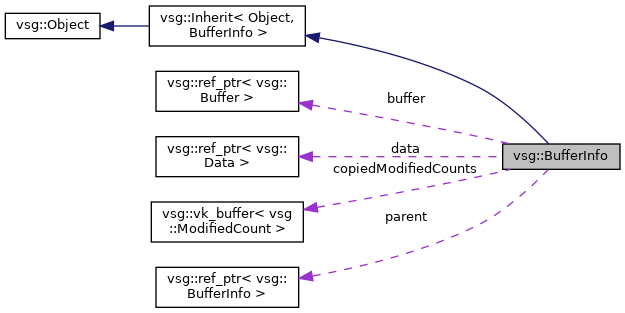 vsg::Object
vsg::Inherit< Object,
BufferInfo >
vsg::ref_ptr< vsg::
Buffer >
buffer
vsg::ref_ptr< vsg::
Data >
data
vsg::BufferInfo
copiedModifiedCounts
vsg::vk_buffer< vsg
::ModifiedCount >
parent
vsg::ref_ptr< vsg::
BufferInfo >